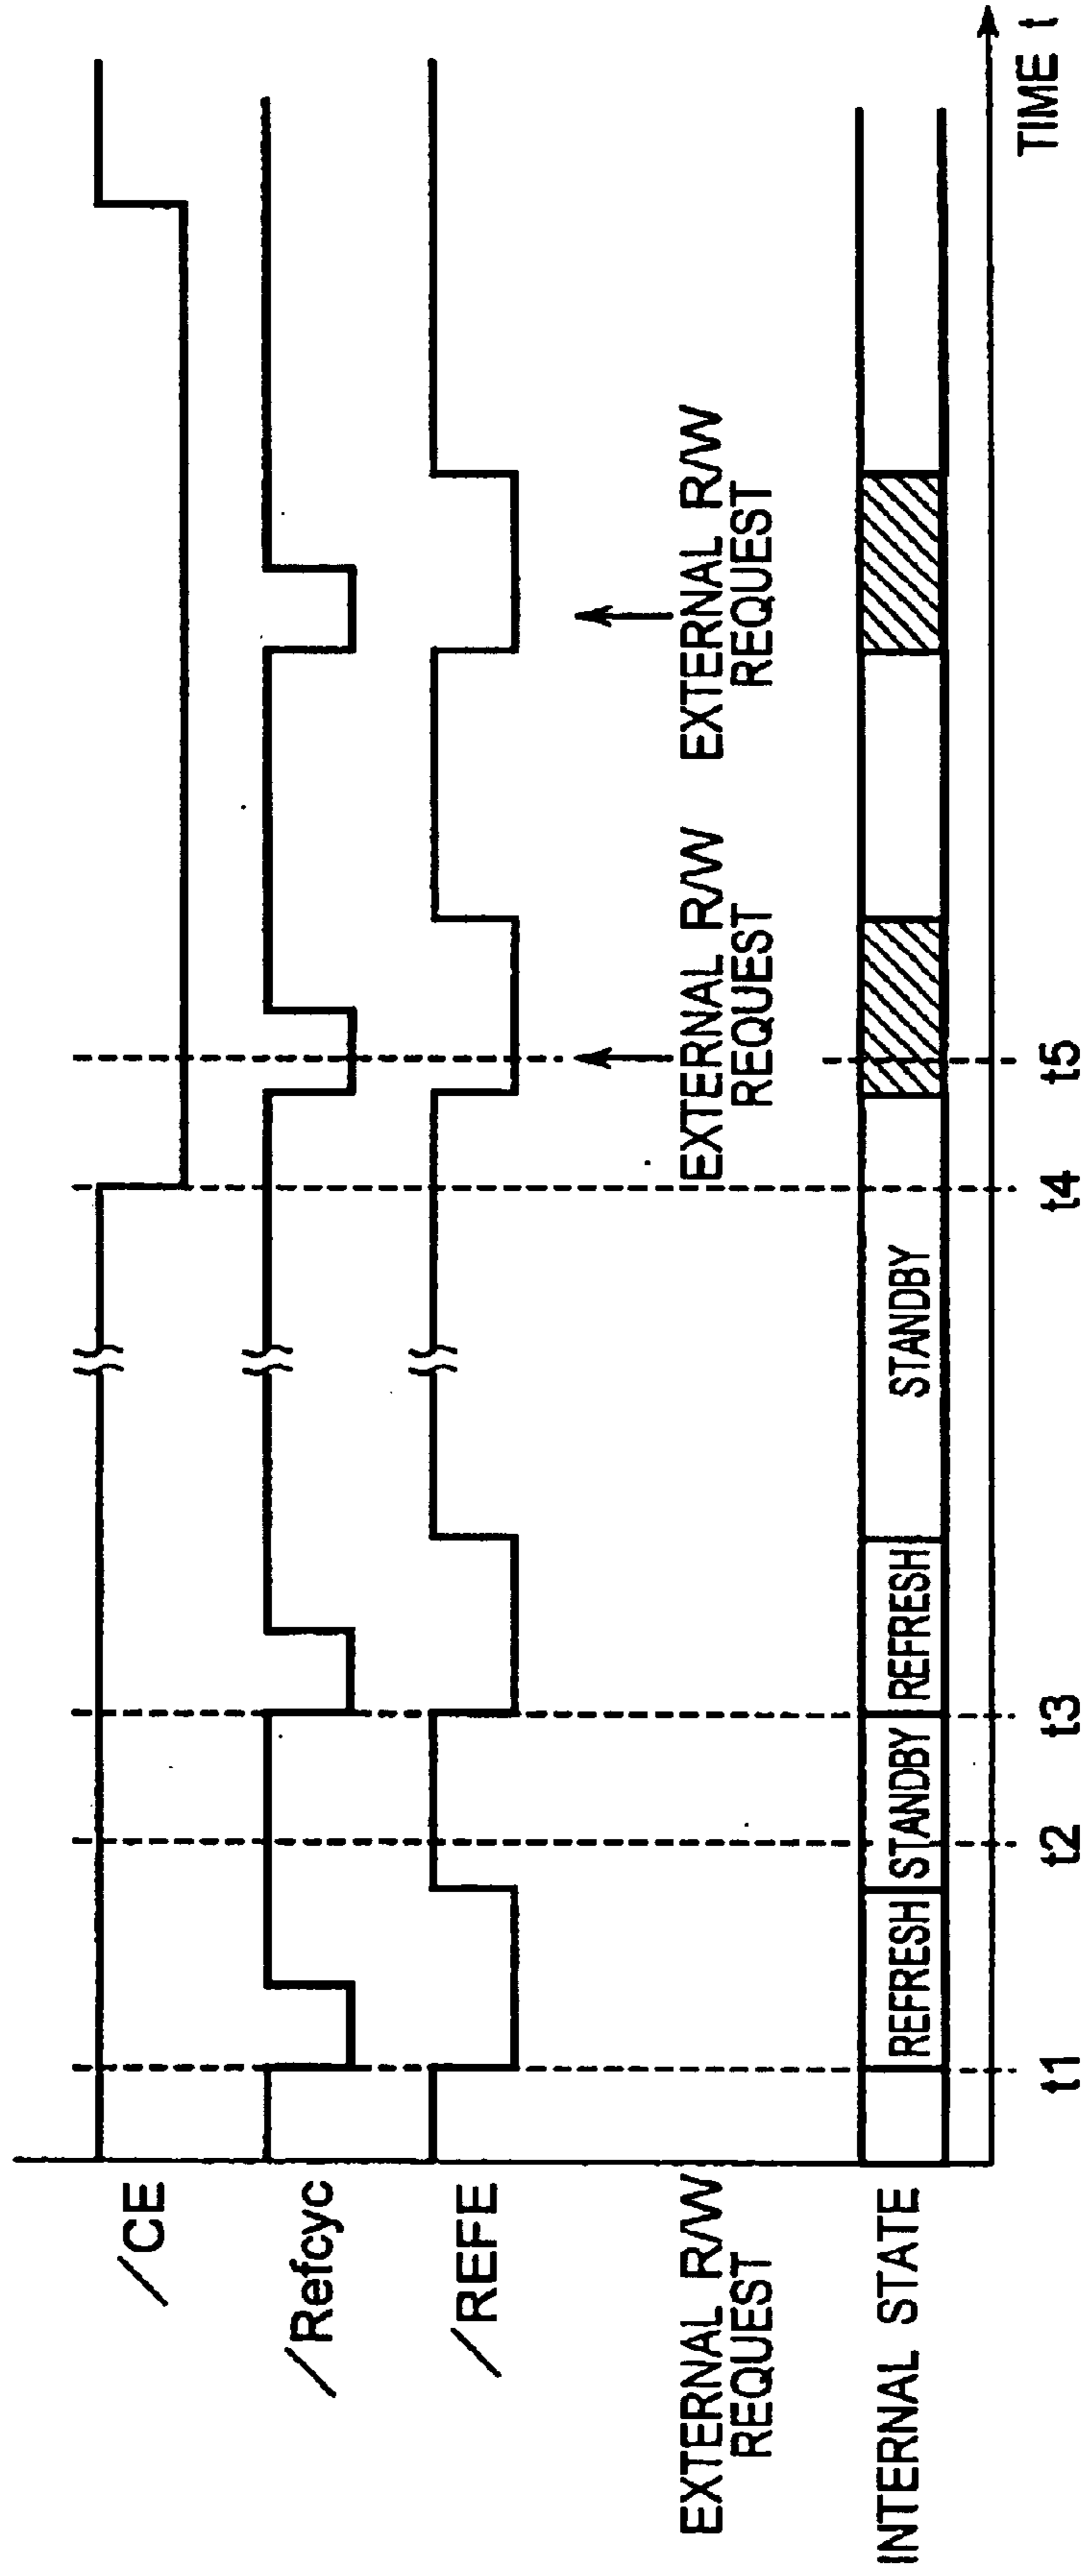 /CE
/Refcyc
/REFE
EXTERNAL R/W
REQUEST
EXTERNAL R/W
REQUEST
EXTERNAL R/W
REQUEST
INTERNAL STATE
REFRESH
STANDBY
REFRESH
STANDBY
t1
t2
t3
t4
t5
TIME t